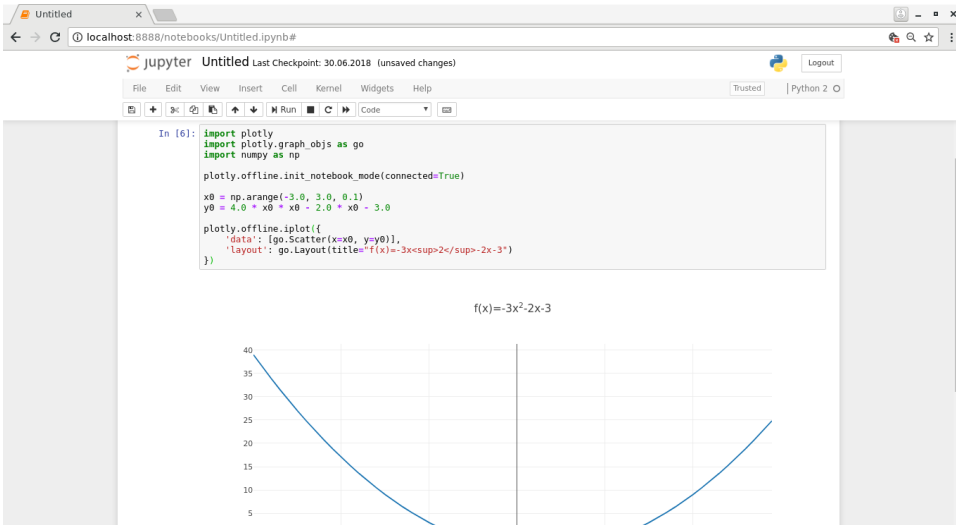 Untitled
localhost:8888/notebooks/Untitled.ipynb#
jupyter Untitled Last Checkpoint: 30.06.2018 (unsaved changes) Logout
File Edit View Insert Cell Kernel Widgets Help Trusted Python 2
Run Code
In [6]: import plotly
import plotly.graph_objs as go
import numpy as np
plotly.offline.init_notebook_mode(connected=True)
x0 = np.arange(-3.0, 3.0, 0.1)
y0 = 4.0 * x0 * x0 - 2.0 * x0 - 3.0
plotly.offline.iplot({
'data': [go.Scatter(x=x0, y=y0)],
'layout': go.Layout(title="f(x)=-3x<sup>2</sup>-2x-3")
})
f(x)=-3x²-2x-3
40
35
30
25
20
15
10
5